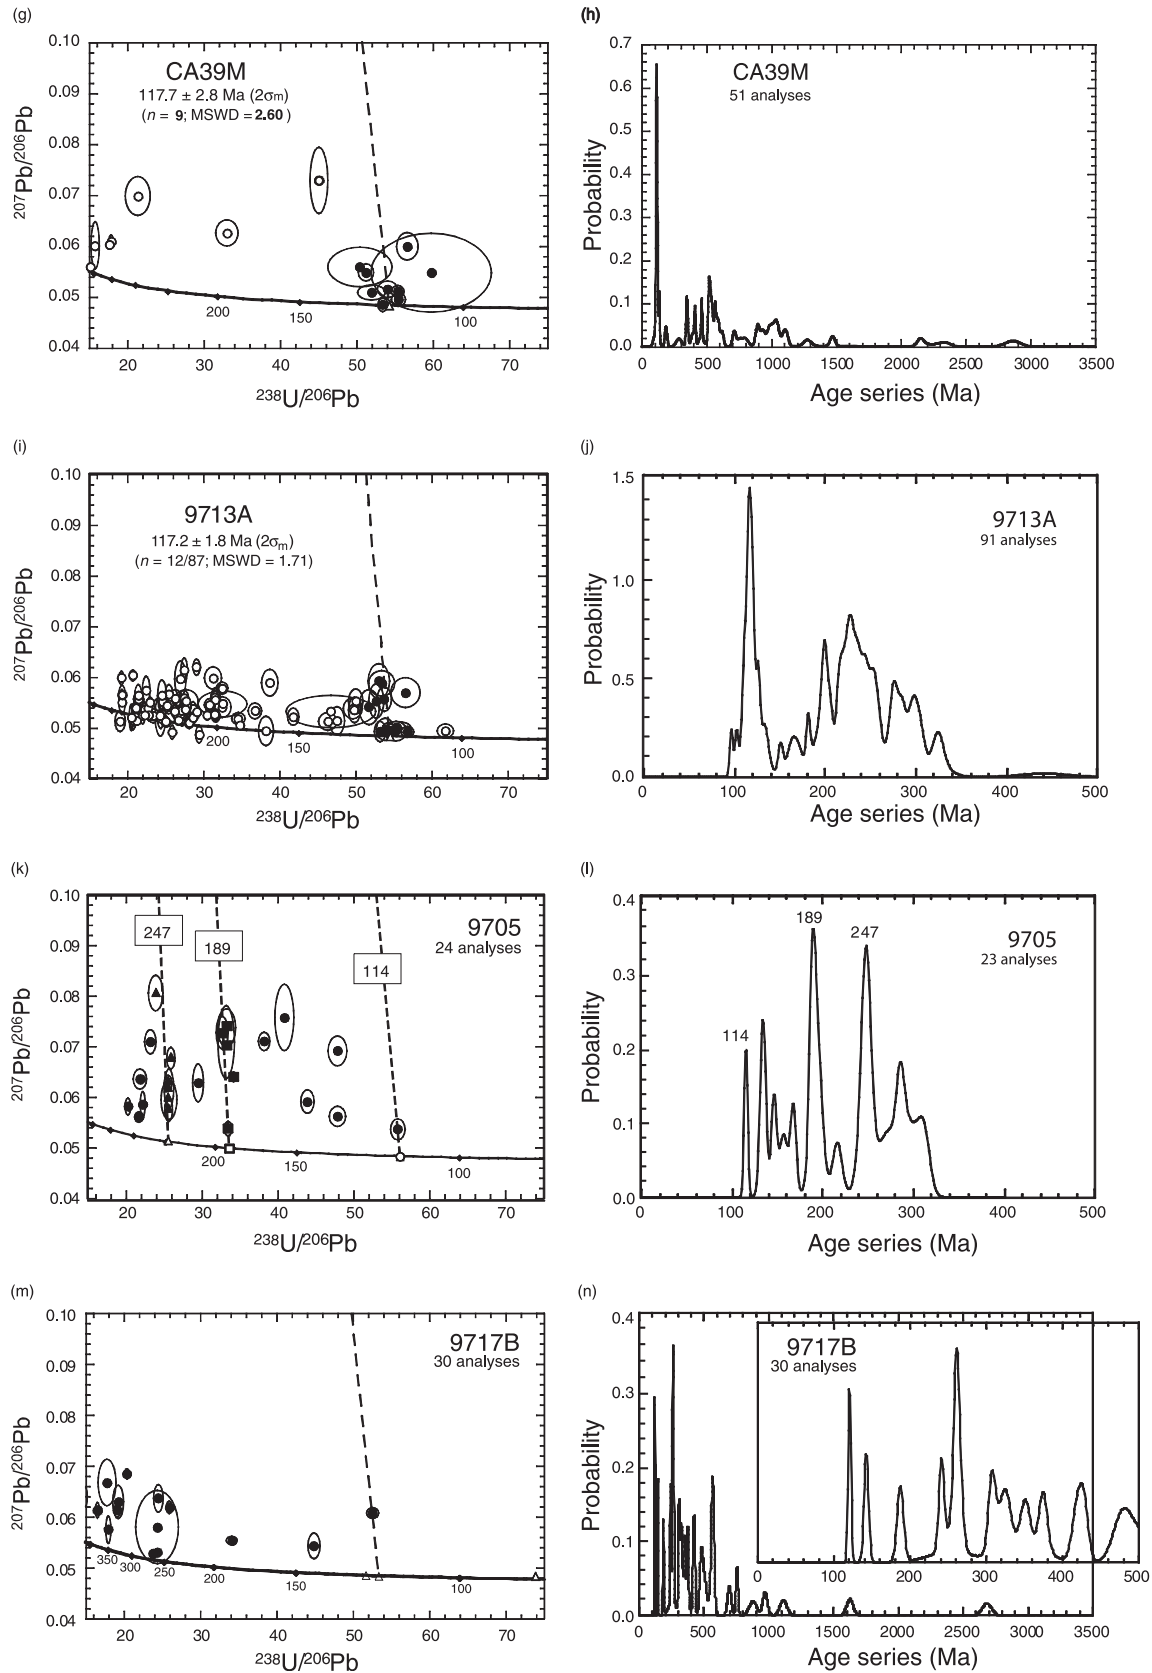 (g)
CA39M
117.7 ± 2.8 Ma (2σm)
(n = 9; MSWD = 2.60 )
0.10
0.09
0.08
0.07
0.06
0.05
0.04
207Pb/206Pb
200
150
100
20 30 40 50 60 70
238U/206Pb
(h)
CA39M
51 analyses
0.7
0.6
0.5
0.4
0.3
0.2
0.1
0.0
Probability
0 500 1000 1500 2000 2500 3000 3500
Age series (Ma)
(i)
9713A
117.2 ± 1.8 Ma (2σm)
(n = 12/87; MSWD = 1.71)
0.10
0.09
0.08
0.07
0.06
0.05
0.04
207Pb/206Pb
200
150
100
20 30 40 50 60 70
238U/206Pb
(j)
9713A
91 analyses
1.5
1.0
0.5
0.0
Probability
0 100 200 300 400 500
Age series (Ma)
(k)
9705
24 analyses
247
189
114
0.10
0.09
0.08
0.07
0.06
0.05
0.04
207Pb/206Pb
200
150
100
20 30 40 50 60 70
238U/206Pb
(l)
9705
23 analyses
189
247
114
0.4
0.3
0.2
0.1
0.0
Probability
0 100 200 300 400 500
Age series (Ma)
(m)
9717B
30 analyses
0.10
0.09
0.08
0.07
0.06
0.05
0.04
207Pb/206Pb
350
300
250
200
150
100
20 30 40 50 60 70
238U/206Pb
(n)
9717B
30 analyses
0.4
0.3
0.2
0.1
0.0
Probability
0 100 200 300 400 500
0 500 1000 1500 2000 2500 3000 3500
Age series (Ma)